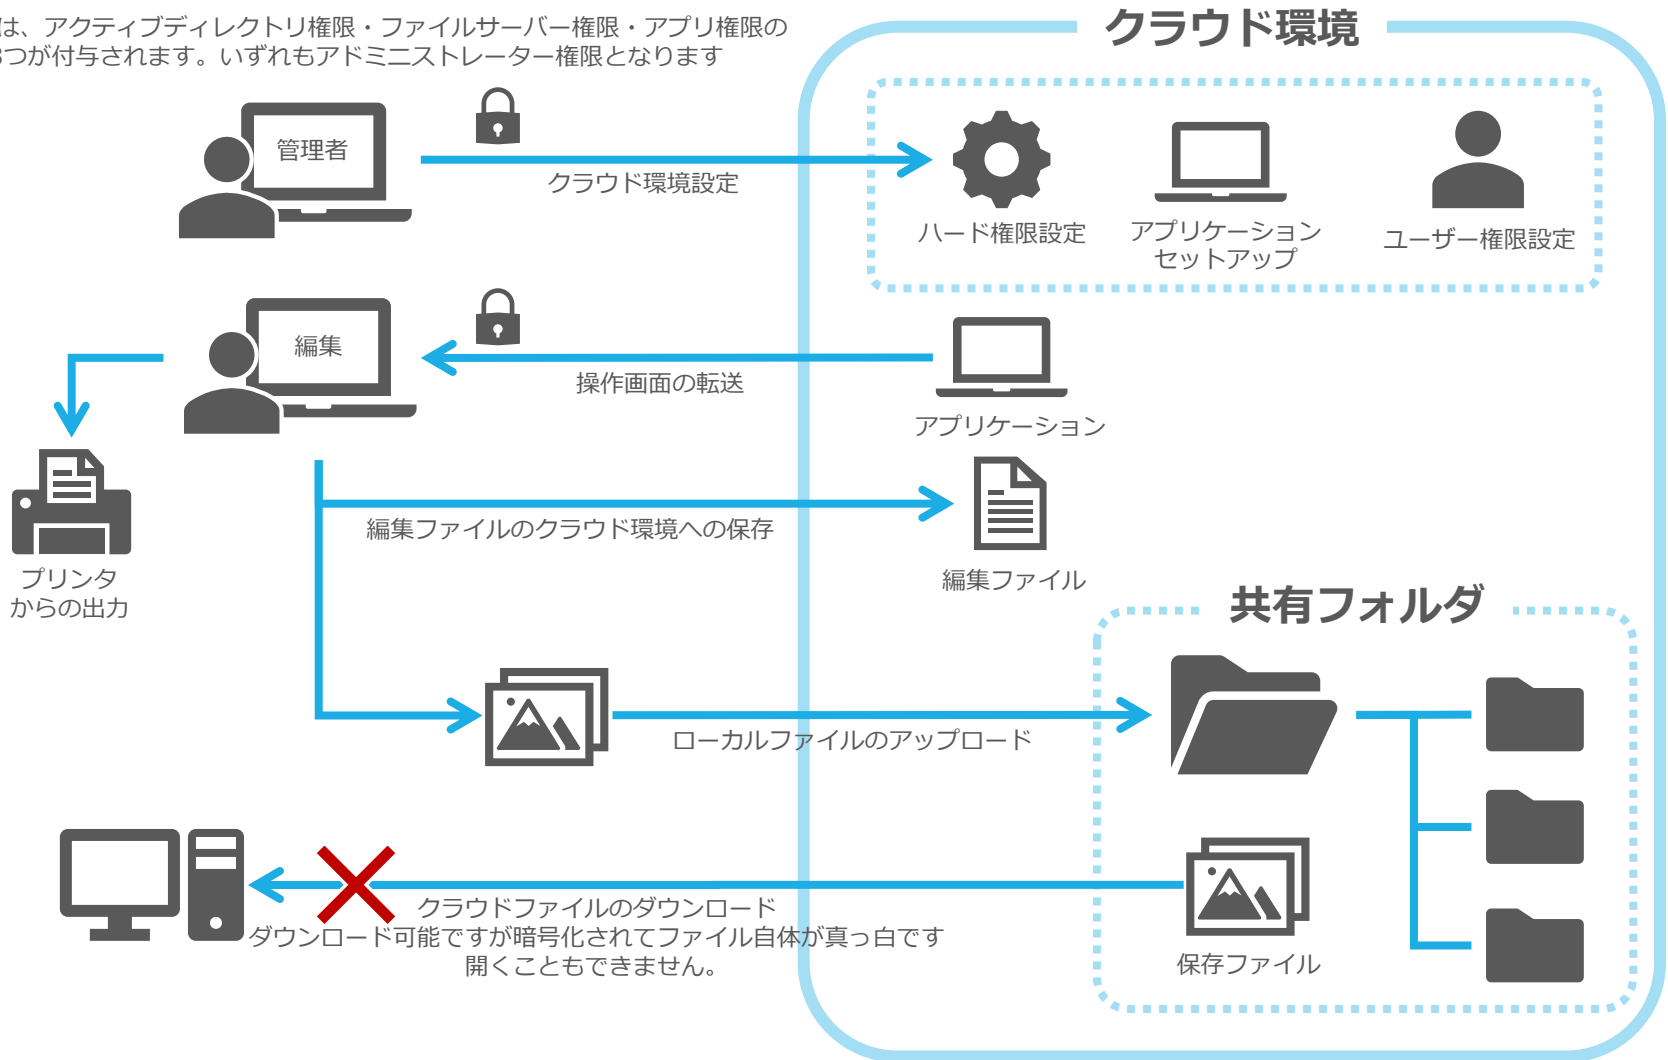 は、アクティブディレクトリ権限・ファイルサーバー権限・アプリ権限の
3つが付与されます。いずれもアドミニストレーター権限となります
クラウド環境
管理者
クラウド環境設定
ハード権限設定
アプリケーション
セットアップ
ユーザー権限設定
編集
操作画面の転送
アプリケーション
編集ファイルのクラウド環境への保存
編集ファイル
プリンタ
からの出力
共有フォルダ
ローカルファイルのアップロード
クラウドファイルのダウンロード
ダウンロード可能ですが暗号化されてファイル自体が真っ白です
開くこともできません。
保存ファイル